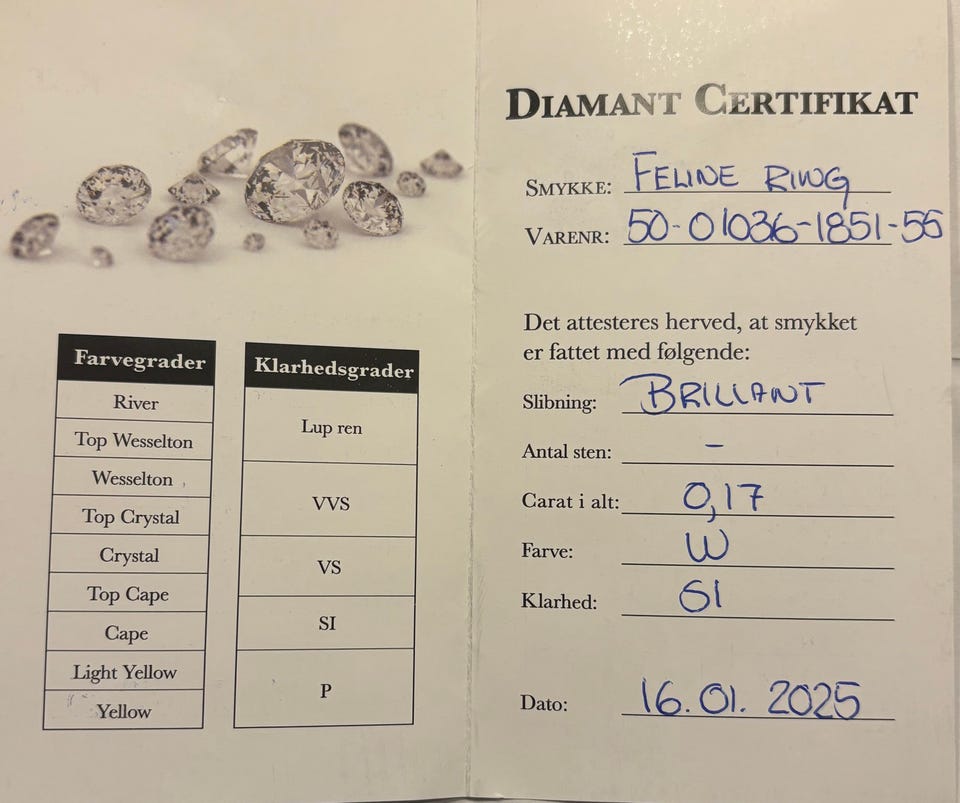 Farvegrader
River
Top Wesselton
Wesselton
Top Crystal
Crystal
Top Cape
Cape
Light Yellow
Yellow
Klarhedsgrader
Lup ren
VVS
VS
SI
P
DIAMANT CERTIFIKAT
SMYKKE: FELINE RING
VARENR: 50-01036-1851-55
Det attesteres herved, at smykket
er fattet med følgende:
Slibning: BRILLANT
Antal sten: –
Carat i alt: 0,17
Farve: W
Klarhed: SI
Dato: 16.01.2025